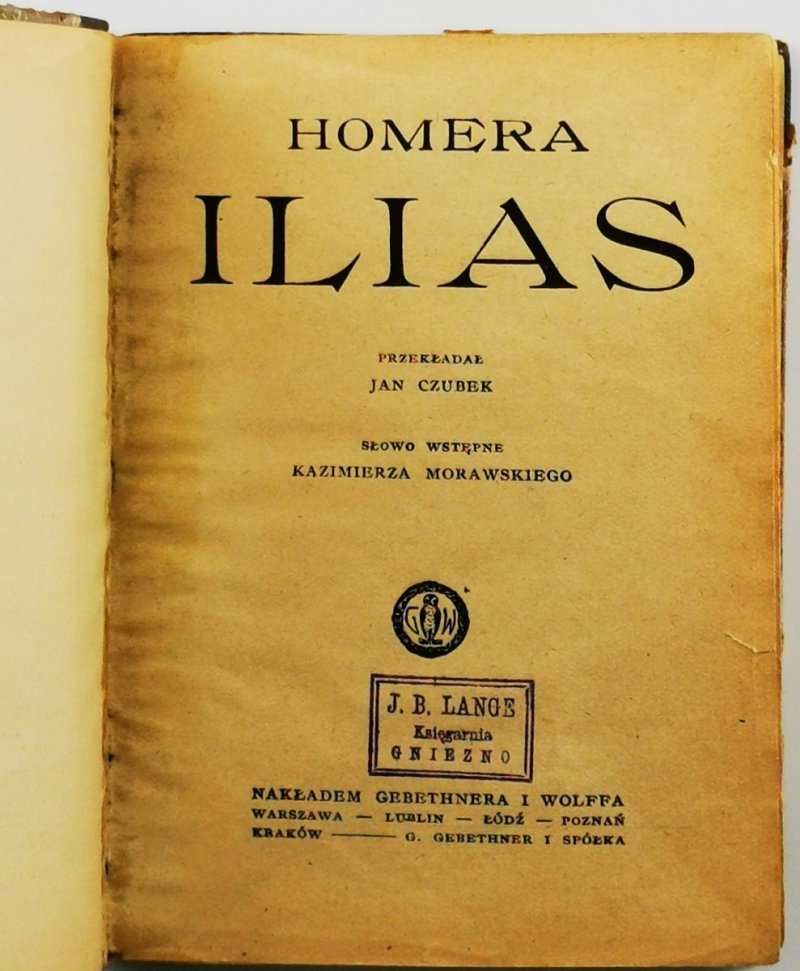 HOMERA
ILIAS
PRZEKŁADAŁ
JAN CZUBEK
SŁOWO WSTĘPNE
KAZIMIERZA MORAWSKIEGO
G W
J. B. LANGE
Księgarnia
GNIEZNO
NAKŁADEM GEBETHNERA I WOLFFA
WARSZAWA — LUBLIN — ŁÓDŹ — POZNAŃ
KRAKÓW ——— G. GEBETHNER I SPÓŁKA